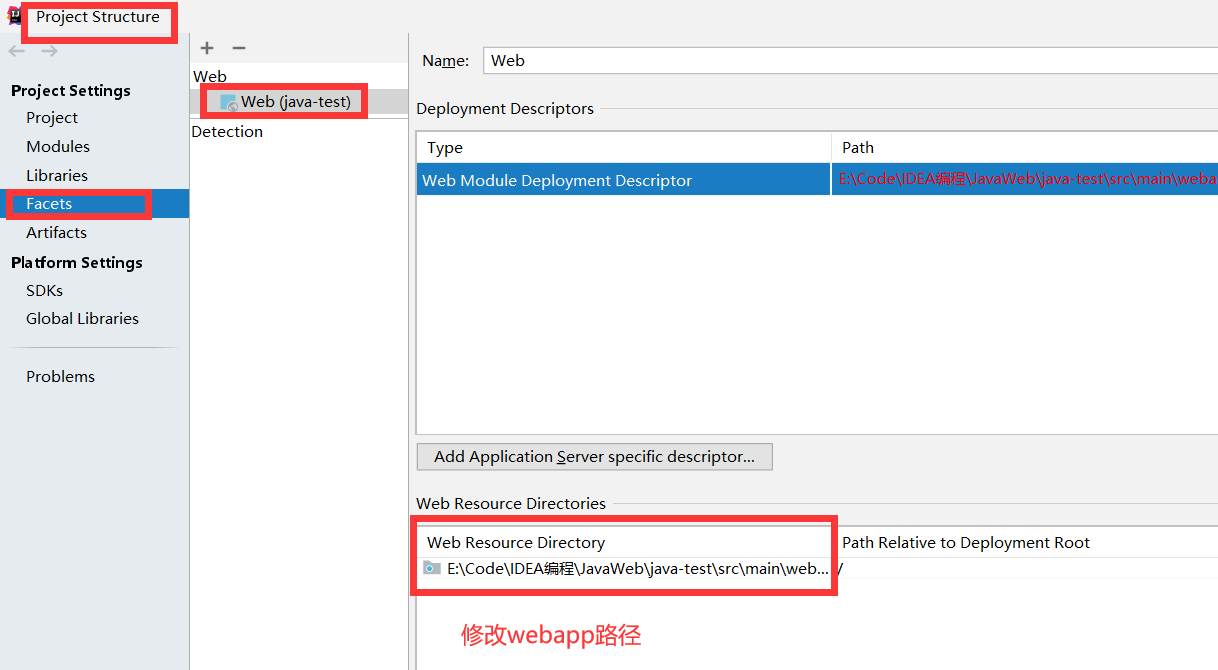 Project Structure
Project Settings
Project
Modules
Libraries
Facets
Artifacts
Platform Settings
SDKs
Global Libraries
Problems
Web
Web (java-test)
Detection
Name: Web
Deployment Descriptors
Type Path
Web Module Deployment Descriptor E:\Code\IDEA编程\JavaWeb\java-test\src\main\weba
Add Application Server specific descriptor...
Web Resource Directories
Web Resource Directory Path Relative to Deployment Root
E:\Code\IDEA编程\JavaWeb\java-test\src\main\web... /
修改webapp路径